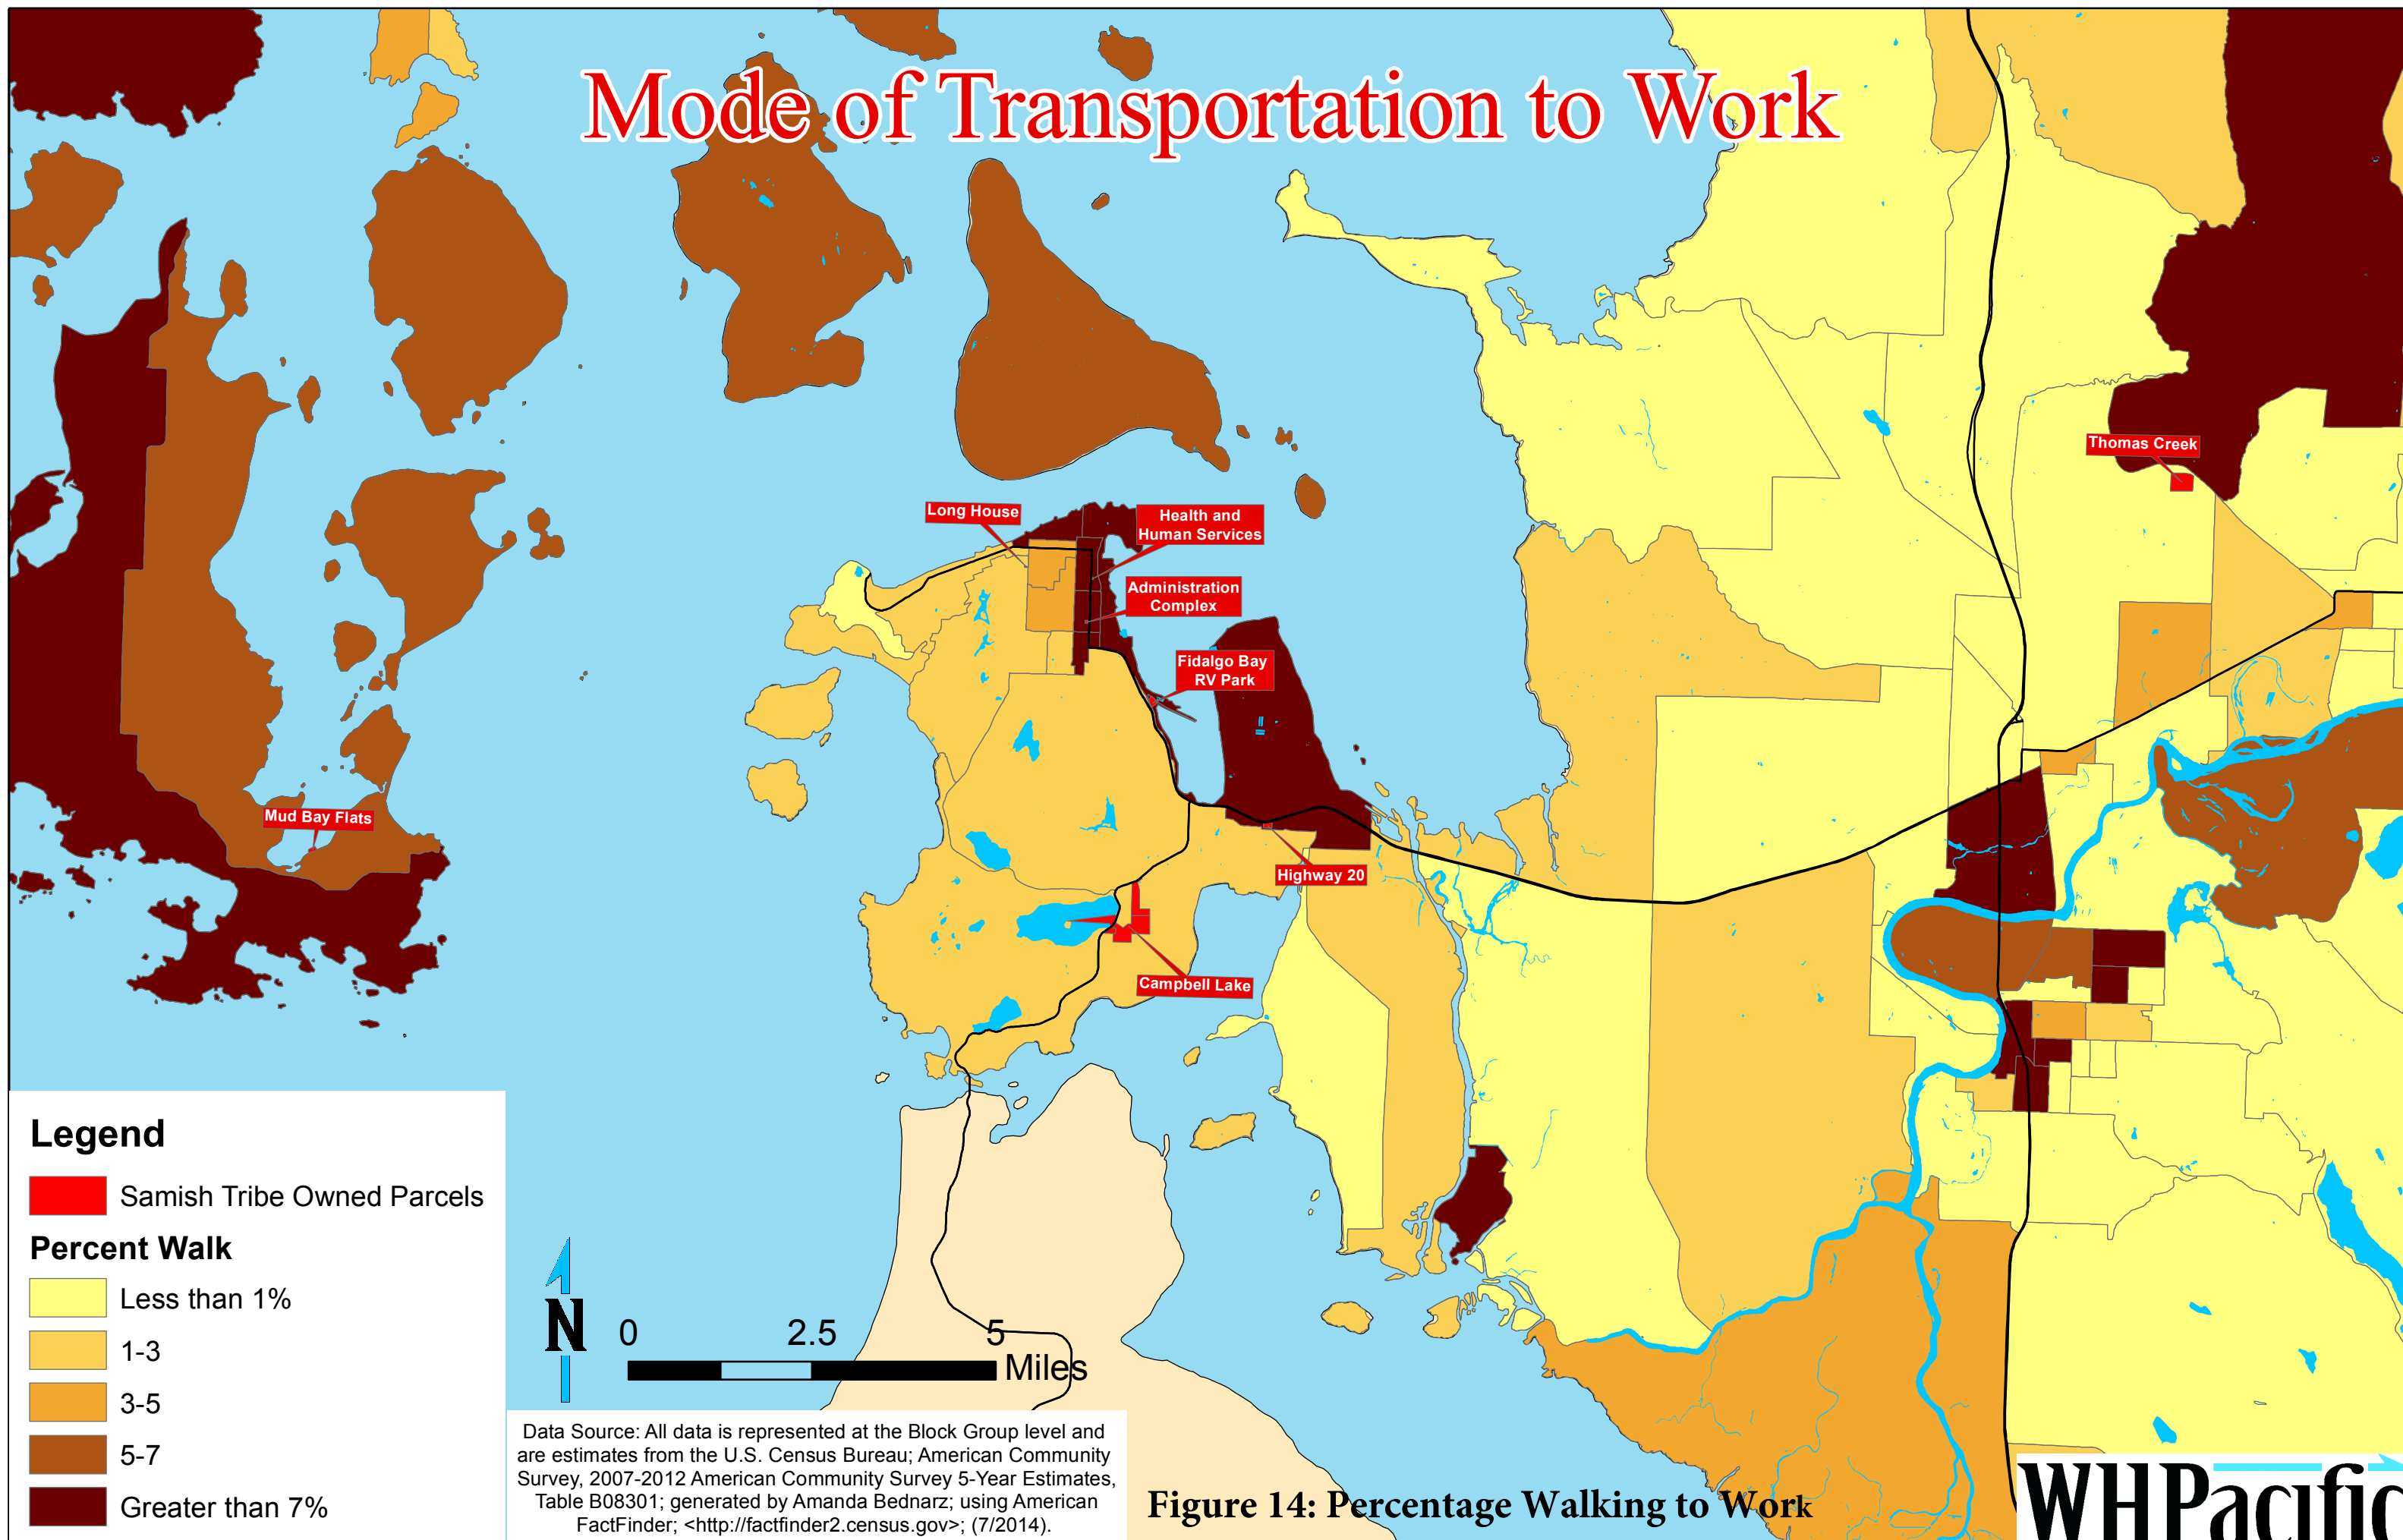 Mode of Transportation to Work
Thomas Creek
Long House
Health and
Human Services
Administration
Complex
Fidalgo Bay
RV Park
Mud Bay Flats
Highway 20
Campbell Lake
Legend
Samish Tribe Owned Parcels
Percent Walk
Less than 1%
1-3
3-5
5-7
Greater than 7%
N
0 2.5 5
Miles
Data Source: All data is represented at the Block Group level and
are estimates from the U.S. Census Bureau; American Community
Survey, 2007-2012 American Community Survey 5-Year Estimates,
Table B08301; generated by Amanda Bednarz; using American
FactFinder; <http://factfinder2.census.gov>; (7/2014).
Figure 14: Percentage Walking to Work
WHPacific